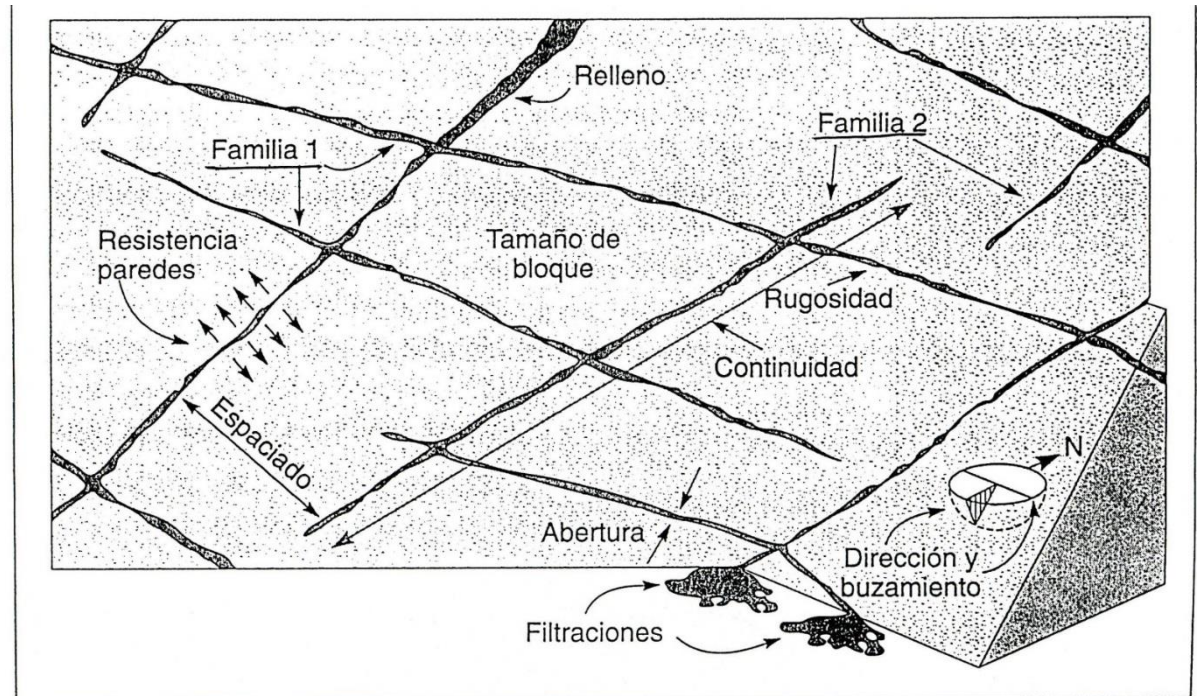 Relleno
Familia 1
Familia 2
Resistencia
paredes
Tamaño de
bloque
Rugosidad
Continuidad
Espaciado
N
Abertura
Dirección y
buzamiento
Filtraciones